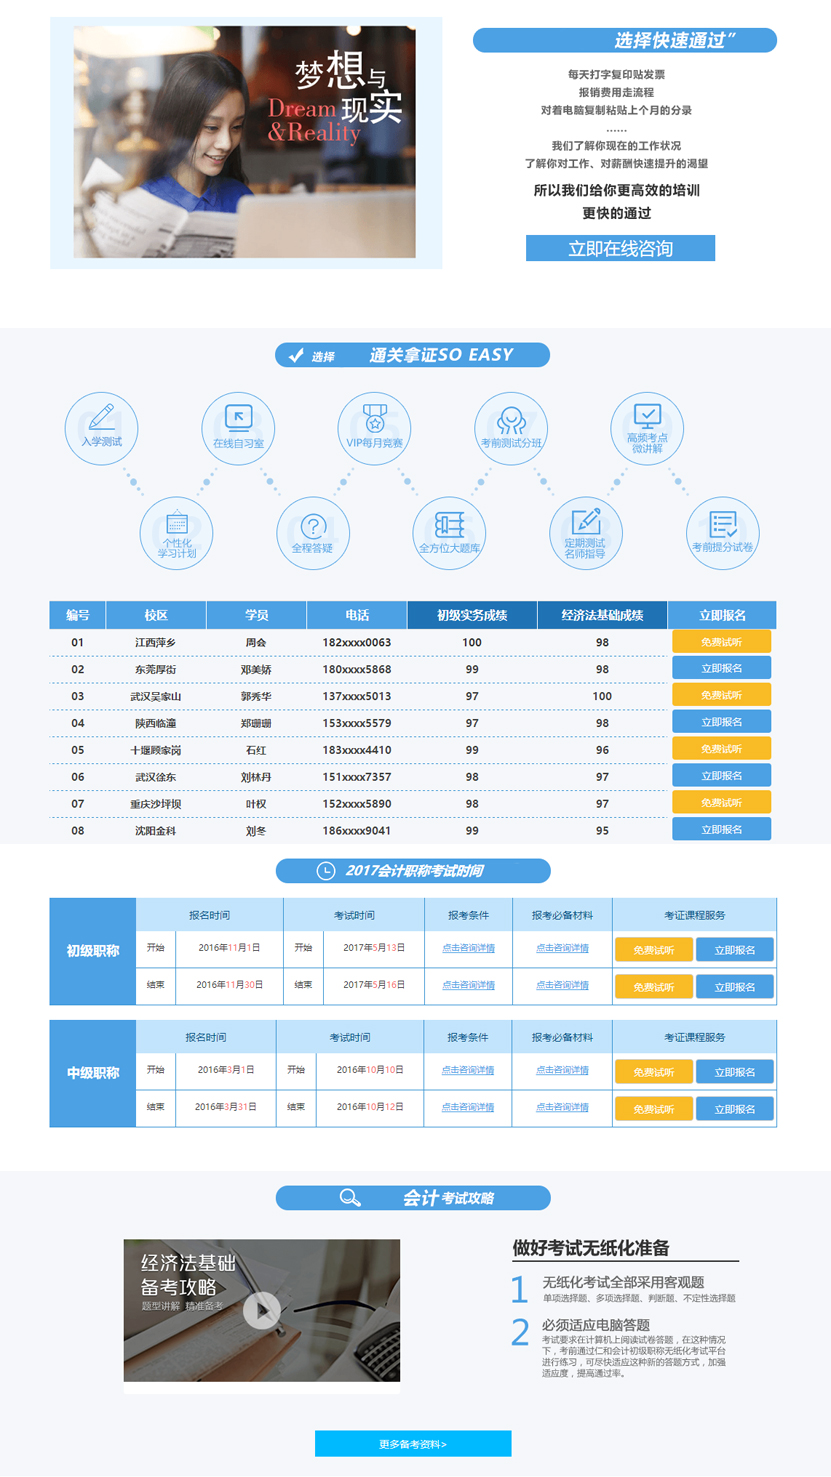 梦想与
Dream 现实
&Reality
选择快速通过”
每天打字复印贴发票
报销费用走流程
对着电脑复制粘贴上个月的分录
……
我们了解你现在的工作状况
了解你对工作、对薪酬快速提升的渴望
所以我们给你更高效的培训
更快的通过
立即在线咨询
选择 通关拿证SO EASY
01 入学测试
03 在线自习室
05 VIP每月竞赛
07 考前测试分班
09 高频考点
微讲解
02 个性化
学习计划
04 全程答疑
06 全方位大题库
08 定期测试
名师指导
10 考前提分试卷
编号 校区 学员 电话 初级实务成绩 经济法基础成绩 立即报名
01 江西萍乡 周会 182xxxx0063 100 98 免费试听
02 东莞厚街 邓美娇 180xxxx5868 99 98 立即报名
03 武汉吴家山 郭秀华 137xxxx5013 97 100 免费试听
04 陕西临潼 郑珊珊 153xxxx5579 97 98 立即报名
05 十堰顾家岗 石红 183xxxx4410 99 96 免费试听
06 武汉徐东 刘林丹 151xxxx7357 98 97 立即报名
07 重庆沙坪坝 叶权 152xxxx5890 98 97 免费试听
08 沈阳金科 刘冬 186xxxx9041 99 95 立即报名
2017会计职称考试时间
初级职称
报名时间 考试时间 报考条件 报考必备材料 考证课程服务
开始 2016年11月1日 开始 2017年5月13日 点击咨询详情 点击咨询详情 免费试听 立即报名
结束 2016年11月30日 结束 2017年5月16日 点击咨询详情 点击咨询详情 免费试听 立即报名
中级职称
报名时间 考试时间 报考条件 报考必备材料 考证课程服务
开始 2016年3月1日 开始 2016年10月10日 点击咨询详情 点击咨询详情 免费试听 立即报名
结束 2016年3月31日 结束 2016年10月12日 点击咨询详情 点击咨询详情 免费试听 立即报名
会计 考试攻略
经济法基础
备考攻略
题型讲解 精准备考
做好考试无纸化准备
1 无纸化考试全部采用客观题
单项选择题、多项选择题、判断题、不定性选择题
2 必须适应电脑答题
考试要求在计算机上阅读试卷答题，在这种情况
下，考前通过仁和会计初级职称无纸化考试平台
进行练习，可尽快适应这种新的答题方式，加强
适应度，提高通过率。
更多备考资料>